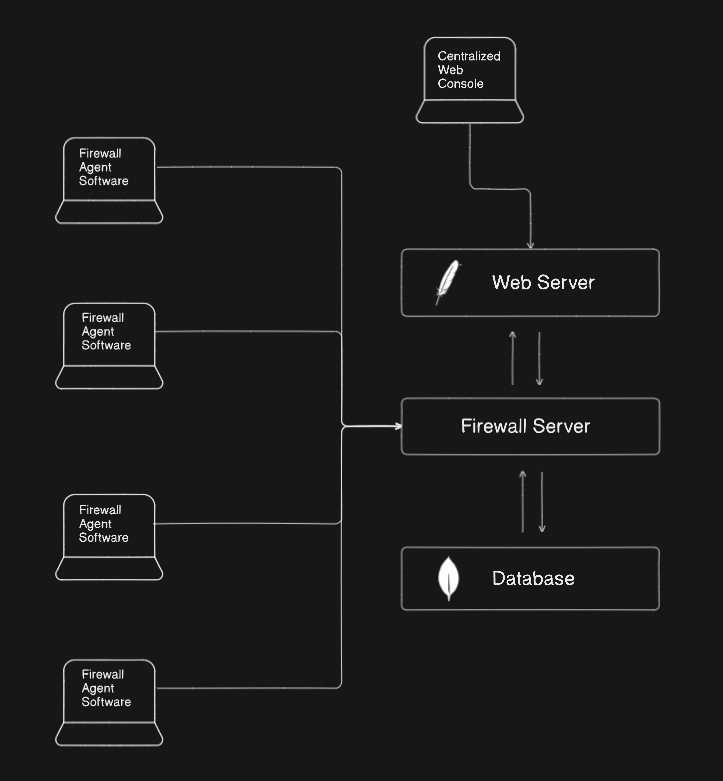 Centralized
Web
Console
Firewall
Agent
Software
Firewall
Agent
Software
Firewall
Agent
Software
Firewall
Agent
Software
Web Server
Firewall Server
Database